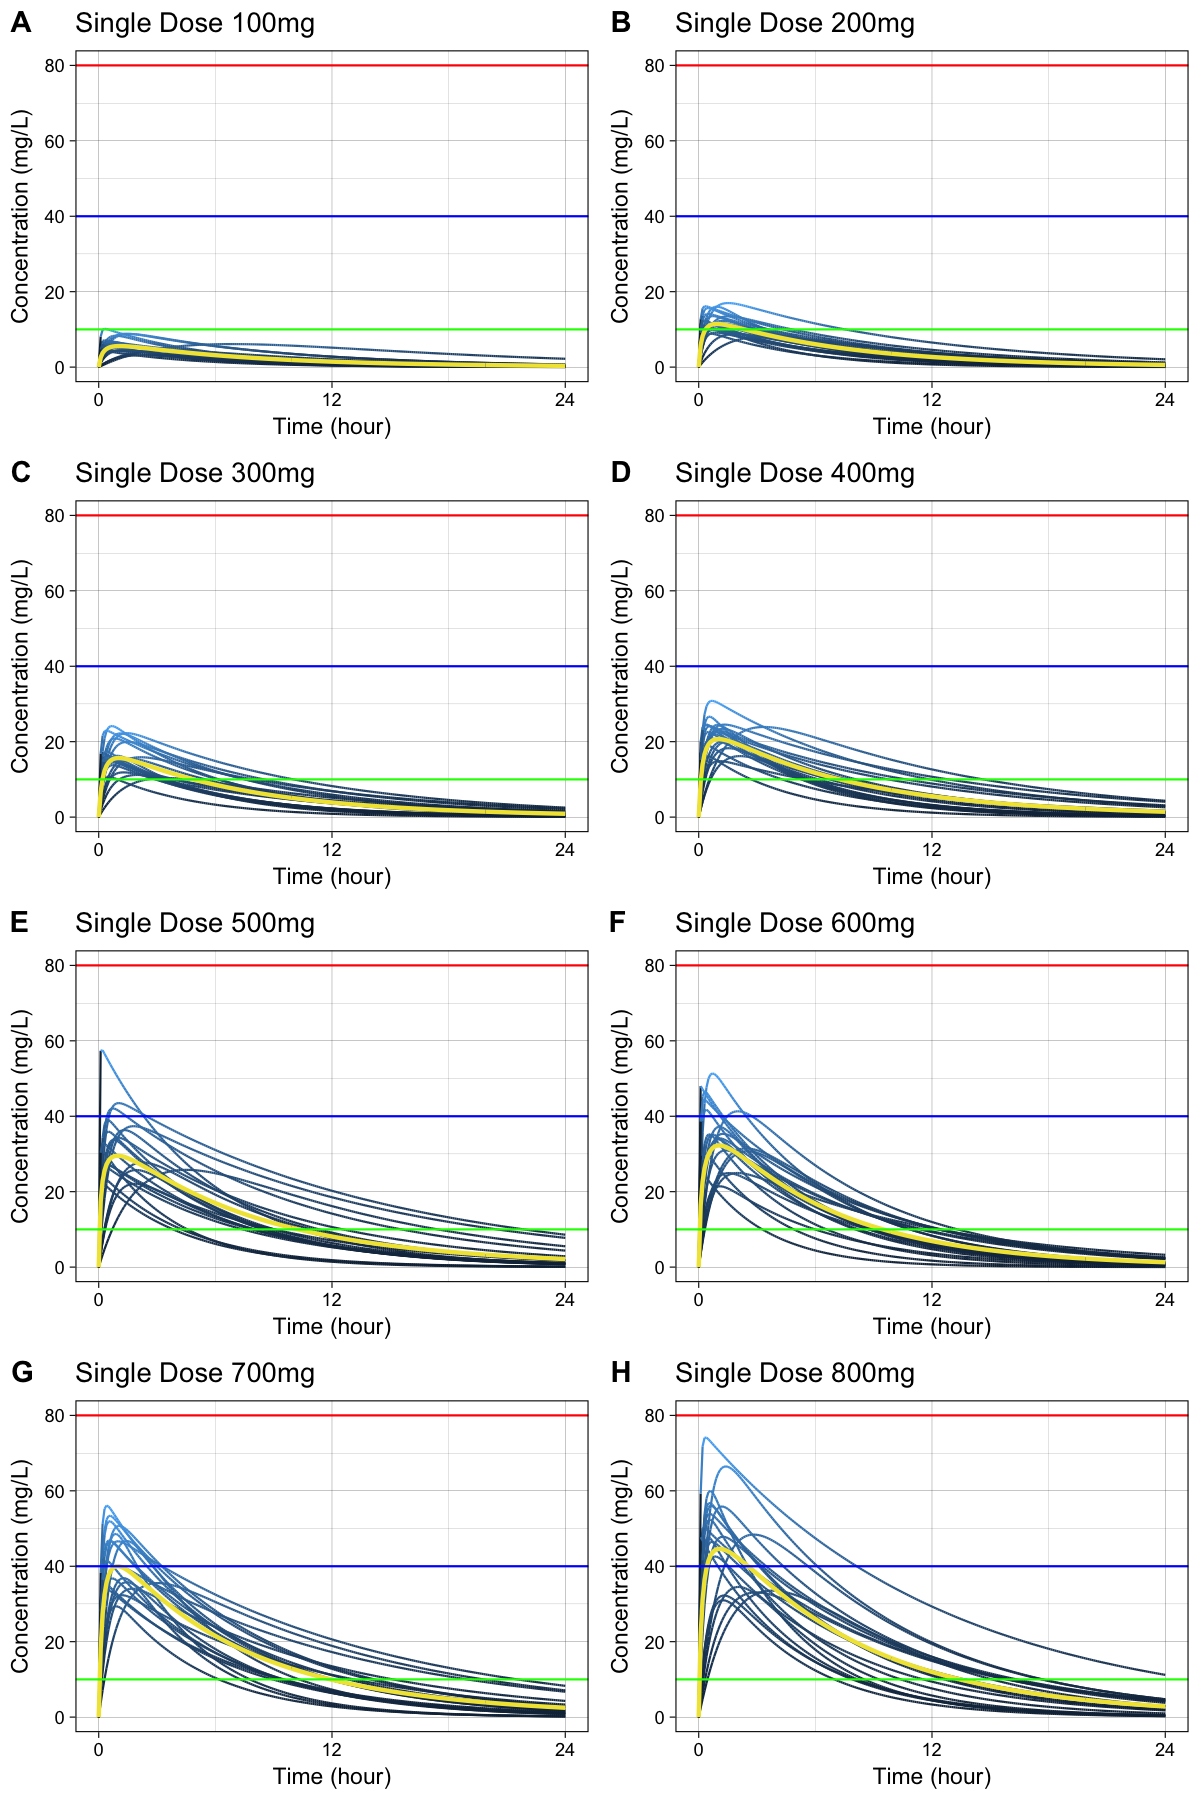 A Single Dose 100mg
Concentration (mg/L)
80
60
40
20
0
0 12 24
Time (hour)
B Single Dose 200mg
Concentration (mg/L)
80
60
40
20
0
0 12 24
Time (hour)
C Single Dose 300mg
Concentration (mg/L)
80
60
40
20
0
0 12 24
Time (hour)
D Single Dose 400mg
Concentration (mg/L)
80
60
40
20
0
0 12 24
Time (hour)
E Single Dose 500mg
Concentration (mg/L)
80
60
40
20
0
0 12 24
Time (hour)
F Single Dose 600mg
Concentration (mg/L)
80
60
40
20
0
0 12 24
Time (hour)
G Single Dose 700mg
Concentration (mg/L)
80
60
40
20
0
0 12 24
Time (hour)
H Single Dose 800mg
Concentration (mg/L)
80
60
40
20
0
0 12 24
Time (hour)